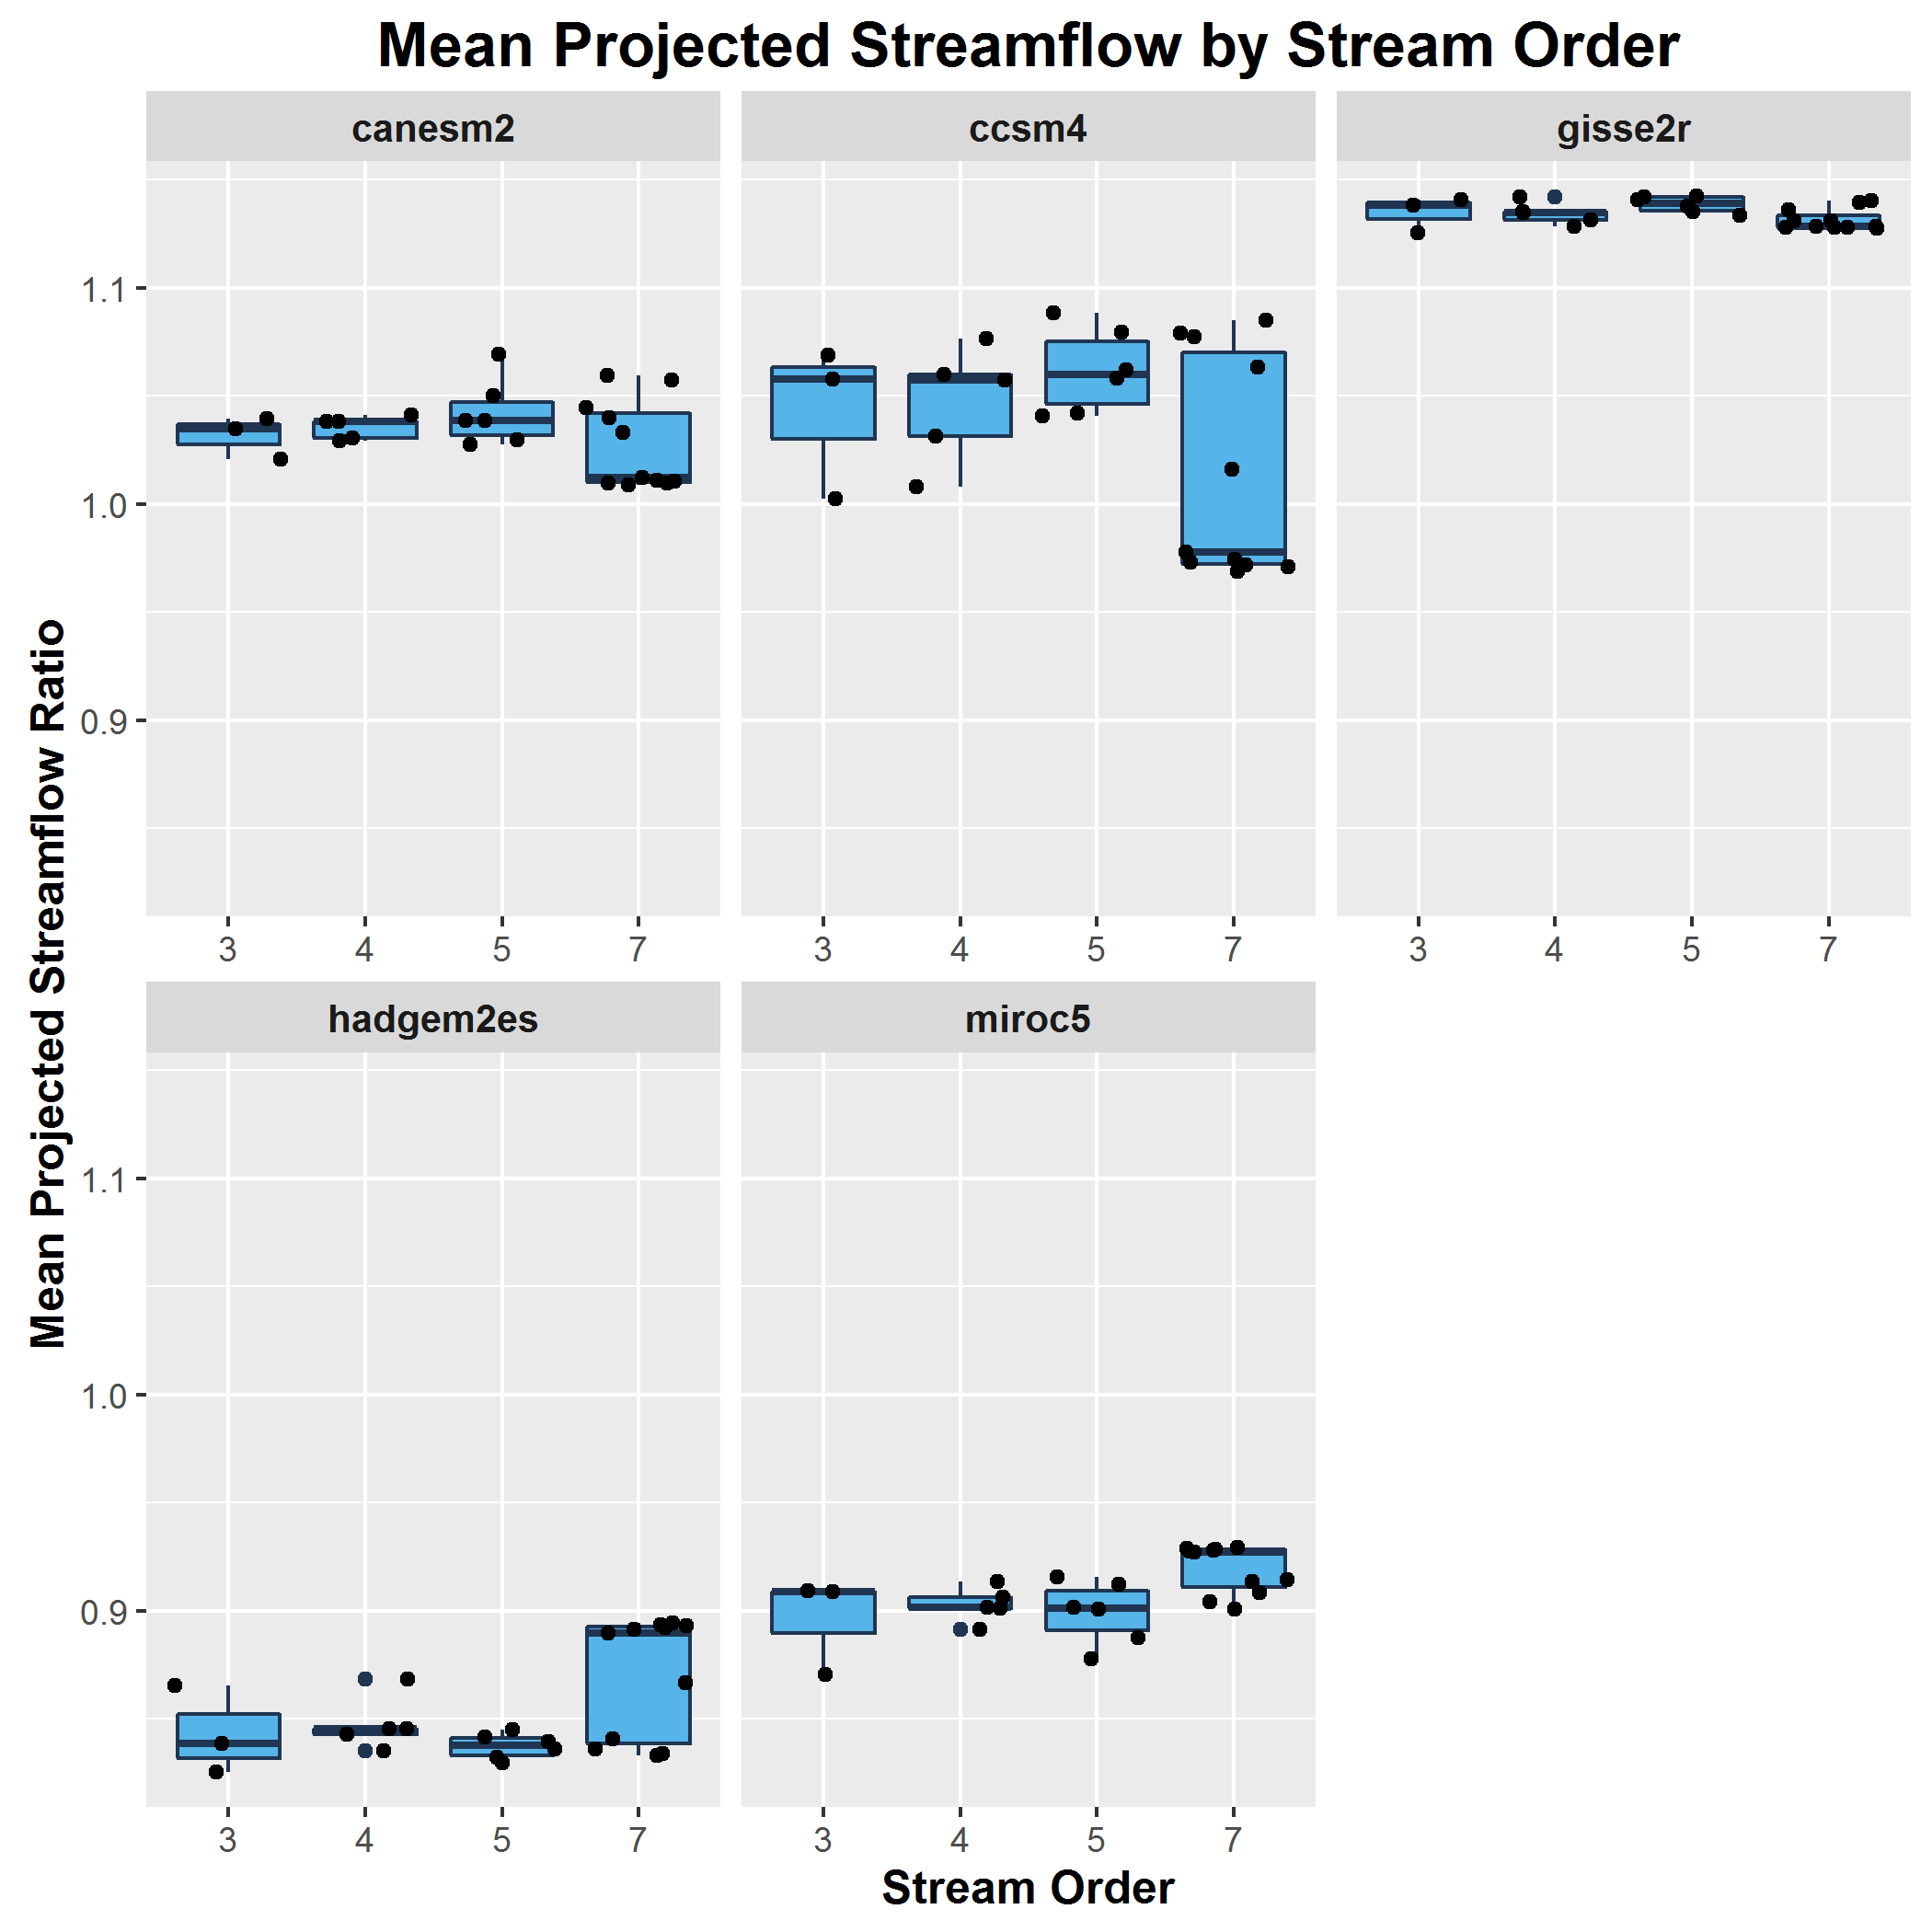 Mean Projected Streamflow by Stream Order
canesm2
ccsm4
gisse2r
1.1
1.0
0.9
3 4 5 7
3 4 5 7
3 4 5 7
Mean Projected Streamflow Ratio
hadgem2es
miroc5
1.1
1.0
0.9
3 4 5 7
3 4 5 7
Stream Order